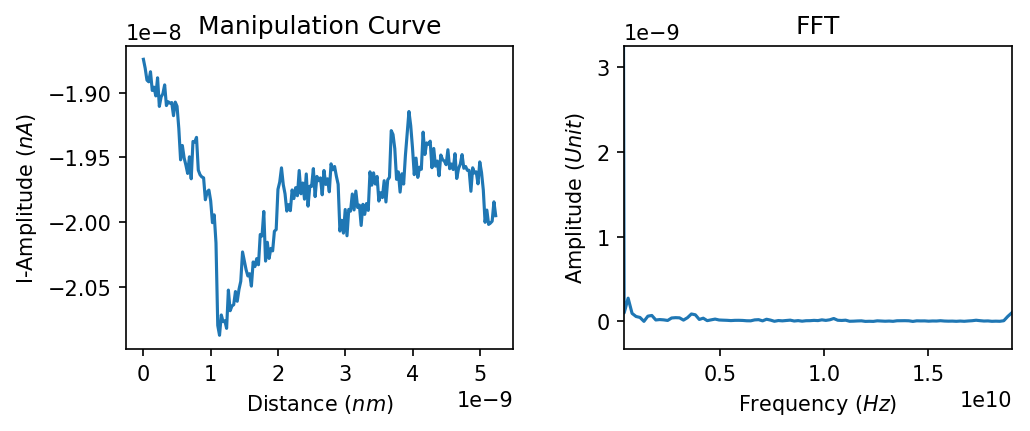 Manipulation Curve
1e−8
−1.90
−1.95
−2.00
−2.05
I-Amplitude (nA)
0 1 2 3 4 5
1e−9
Distance (nm)
FFT
1e−9
3
2
1
0
Amplitude (Unit)
0.5 1.0 1.5
1e10
Frequency (Hz)